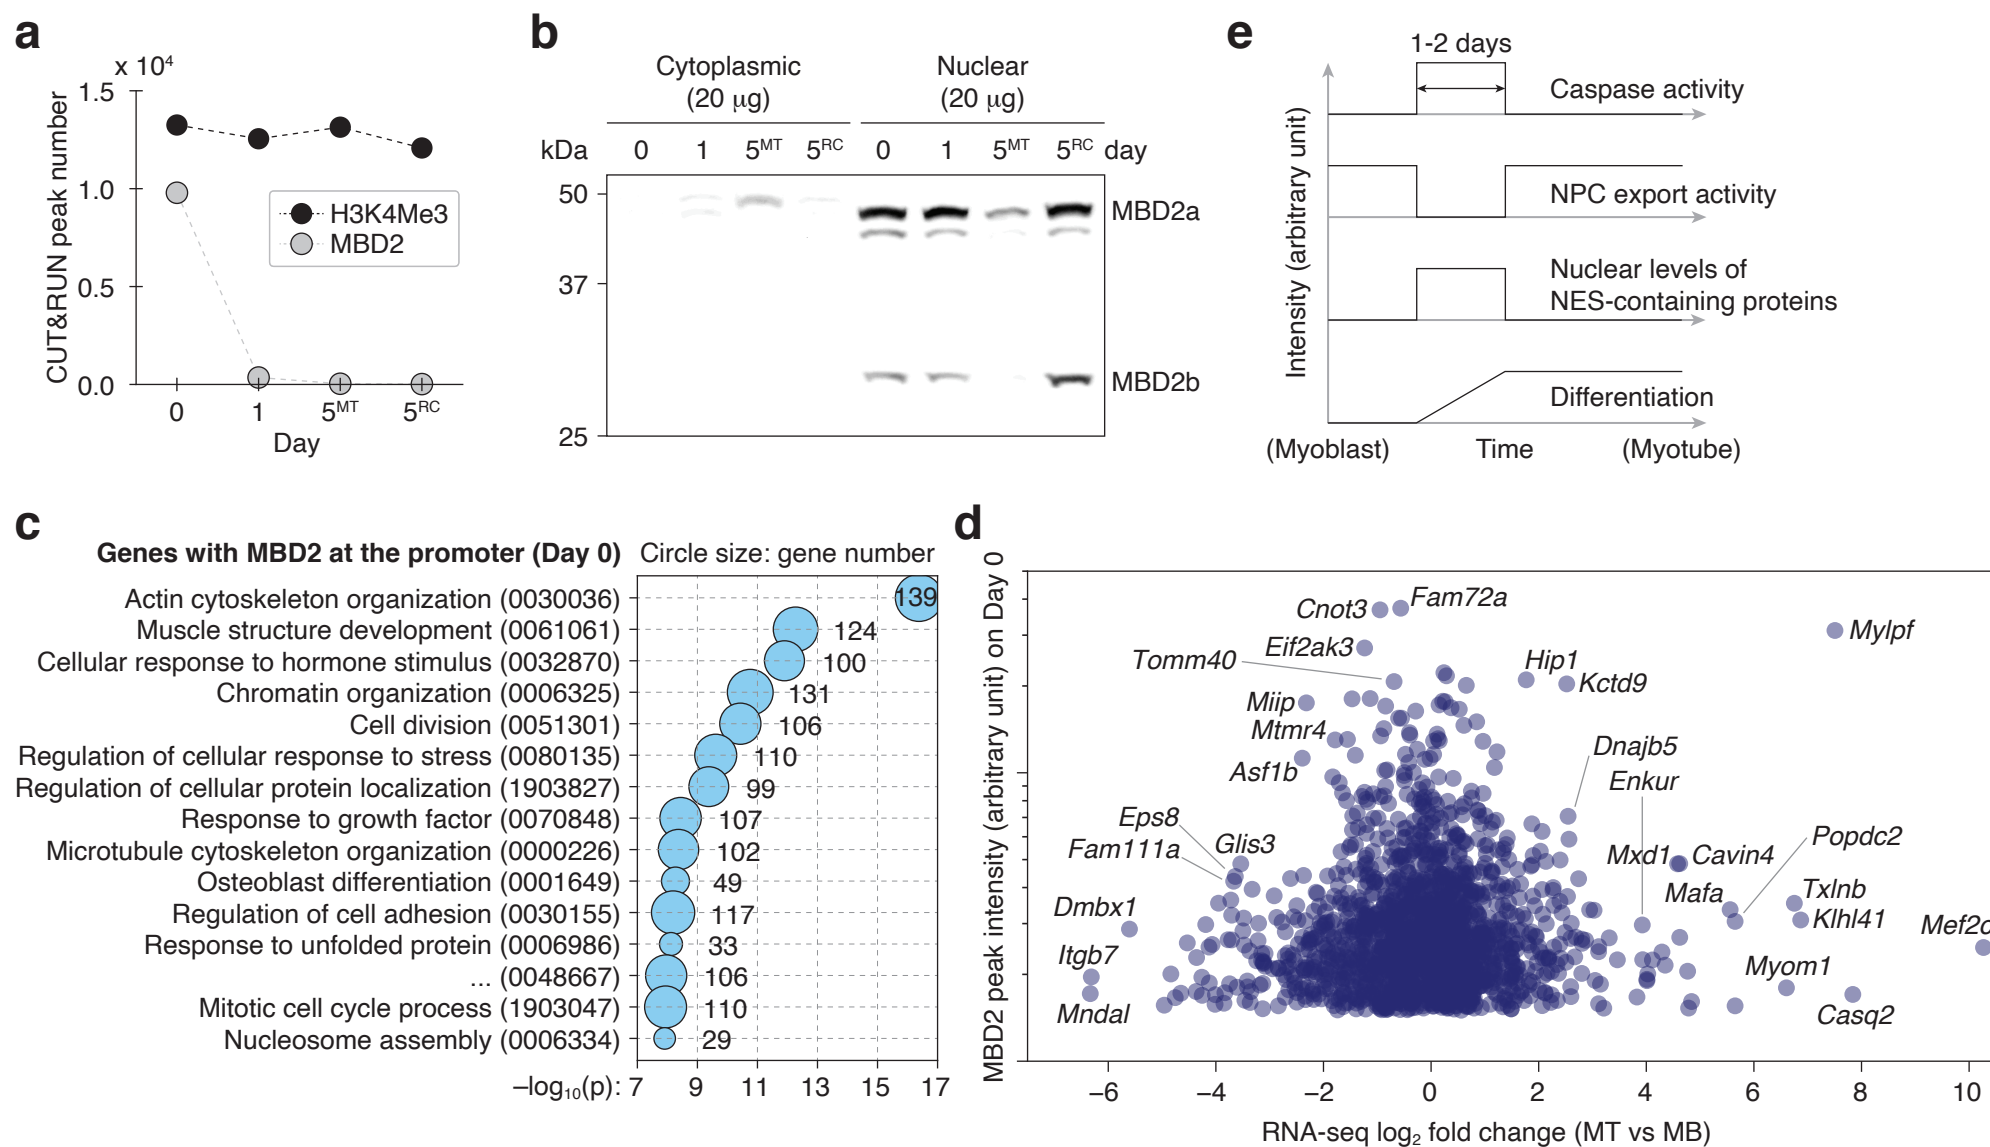 a
x 10⁴
1.5
1.0
0.5
0.0
CUT&RUN peak number
H3K4Me3
MBD2
0 1 5ᴹᵀ 5ᴿᶜ
Day
b
Cytoplasmic
(20 µg)
Nuclear
(20 µg)
kDa 0 1 5ᴹᵀ 5ᴿᶜ 0 1 5ᴹᵀ 5ᴿᶜ day
50
37
25
MBD2a
MBD2b
e
1-2 days
Intensity (arbitrary unit)
Caspase activity
NPC export activity
Nuclear levels of
NES-containing proteins
Differentiation
(Myoblast) Time (Myotube)
c
Genes with MBD2 at the promoter (Day 0) Circle size: gene number
Actin cytoskeleton organization (0030036) 139
Muscle structure development (0061061) 124
Cellular response to hormone stimulus (0032870) 100
Chromatin organization (0006325) 131
Cell division (0051301) 106
Regulation of cellular response to stress (0080135) 110
Regulation of cellular protein localization (1903827) 99
Response to growth factor (0070848) 107
Microtubule cytoskeleton organization (0000226) 102
Osteoblast differentiation (0001649) 49
Regulation of cell adhesion (0030155) 117
Response to unfolded protein (0006986) 33
... (0048667) 106
Mitotic cell cycle process (1903047) 110
Nucleosome assembly (0006334) 29
–log₁₀(p): 7 9 11 13 15 17
d
MBD2 peak intensity (arbitrary unit) on Day 0
Cnot3
Fam72a
Mylpf
Eif2ak3
Tomm40
Hip1
Kctd9
Miip
Mtmr4
Asf1b
Dnajb5
Enkur
Eps8
Fam111a
Glis3
Popdc2
Mxd1
Cavin4
Mafa
Txlnb
Klhl41
Dmbx1
Mef2c
Itgb7
Myom1
Mndal
Casq2
−6 −4 −2 0 2 4 6 8 10
RNA-seq log₂ fold change (MT vs MB)